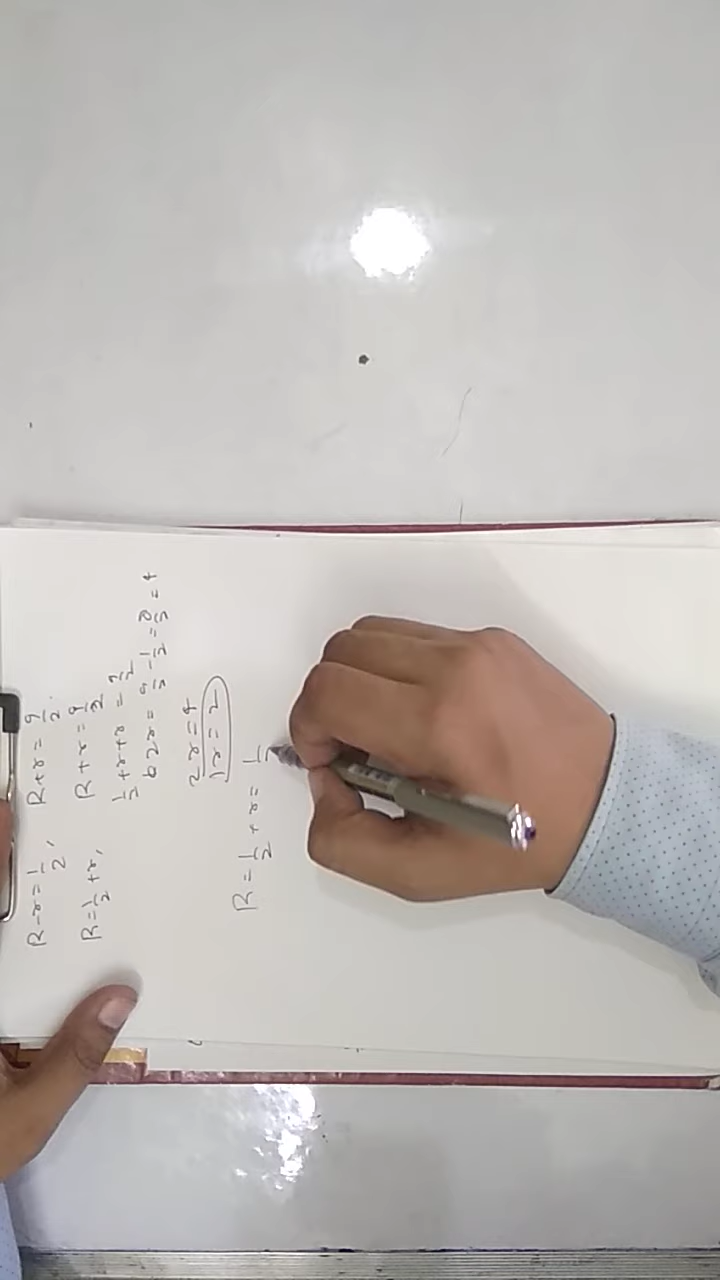 R-r=1/2, R+r=9/2.
R=1/2+r, R+r=9/2
1/2+r+r=9/2
2r=9/2-1/2=8/2=4
2r=4
r=2
R=1/2+r=1